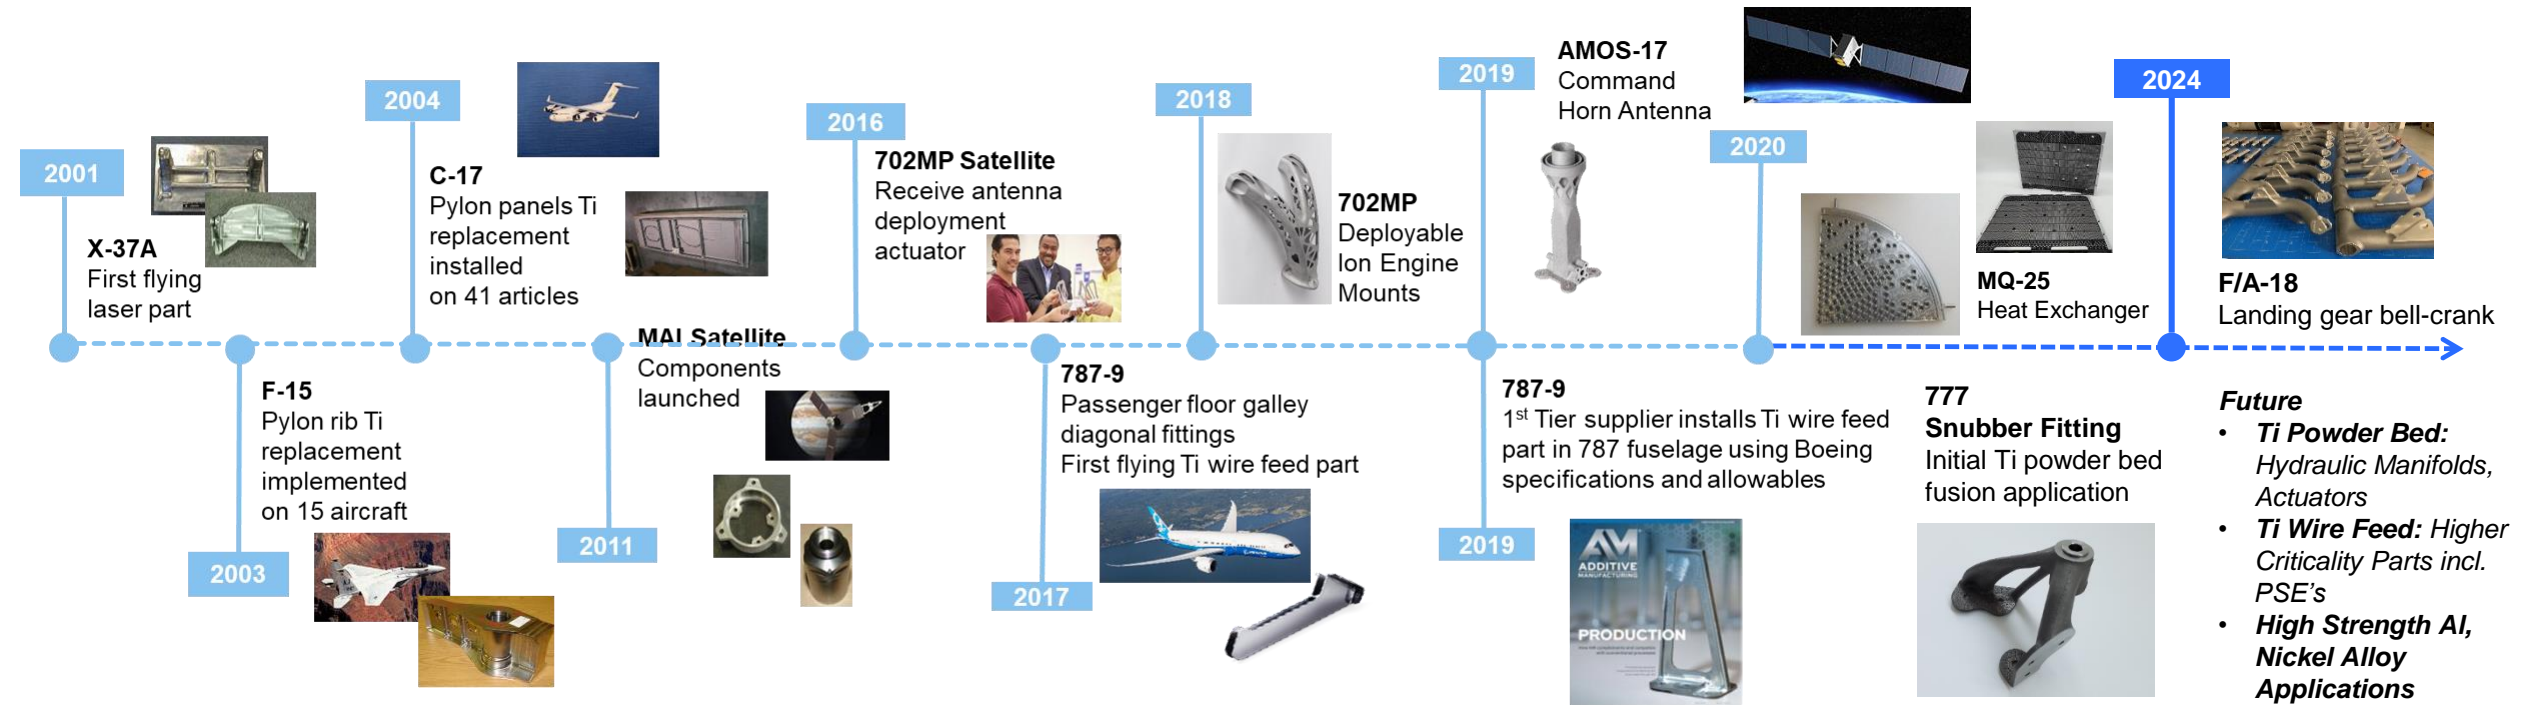 2001
X-37A
First flying
laser part
F-15
Pylon rib Ti
replacement
implemented
on 15 aircraft
2003
2004
C-17
Pylon panels Ti
replacement
installed
on 41 articles
MAI Satellite
Components
launched
2011
2016
702MP Satellite
Receive antenna
deployment
actuator
787-9
Passenger floor galley
diagonal fittings
First flying Ti wire feed part
2017
2018
702MP
Deployable
Ion Engine
Mounts
2019
AMOS-17
Command
Horn Antenna
787-9
1st Tier supplier installs Ti wire feed
part in 787 fuselage using Boeing
specifications and allowables
2019
AM
ADDITIVE
MANUFACTURING
PRODUCTION
2020
MQ-25
Heat Exchanger
777
Snubber Fitting
Initial Ti powder bed
fusion application
2024
F/A-18
Landing gear bell-crank
Future
• Ti Powder Bed:
Hydraulic Manifolds,
Actuators
• Ti Wire Feed: Higher
Criticality Parts incl.
PSE's
• High Strength Al,
Nickel Alloy
Applications